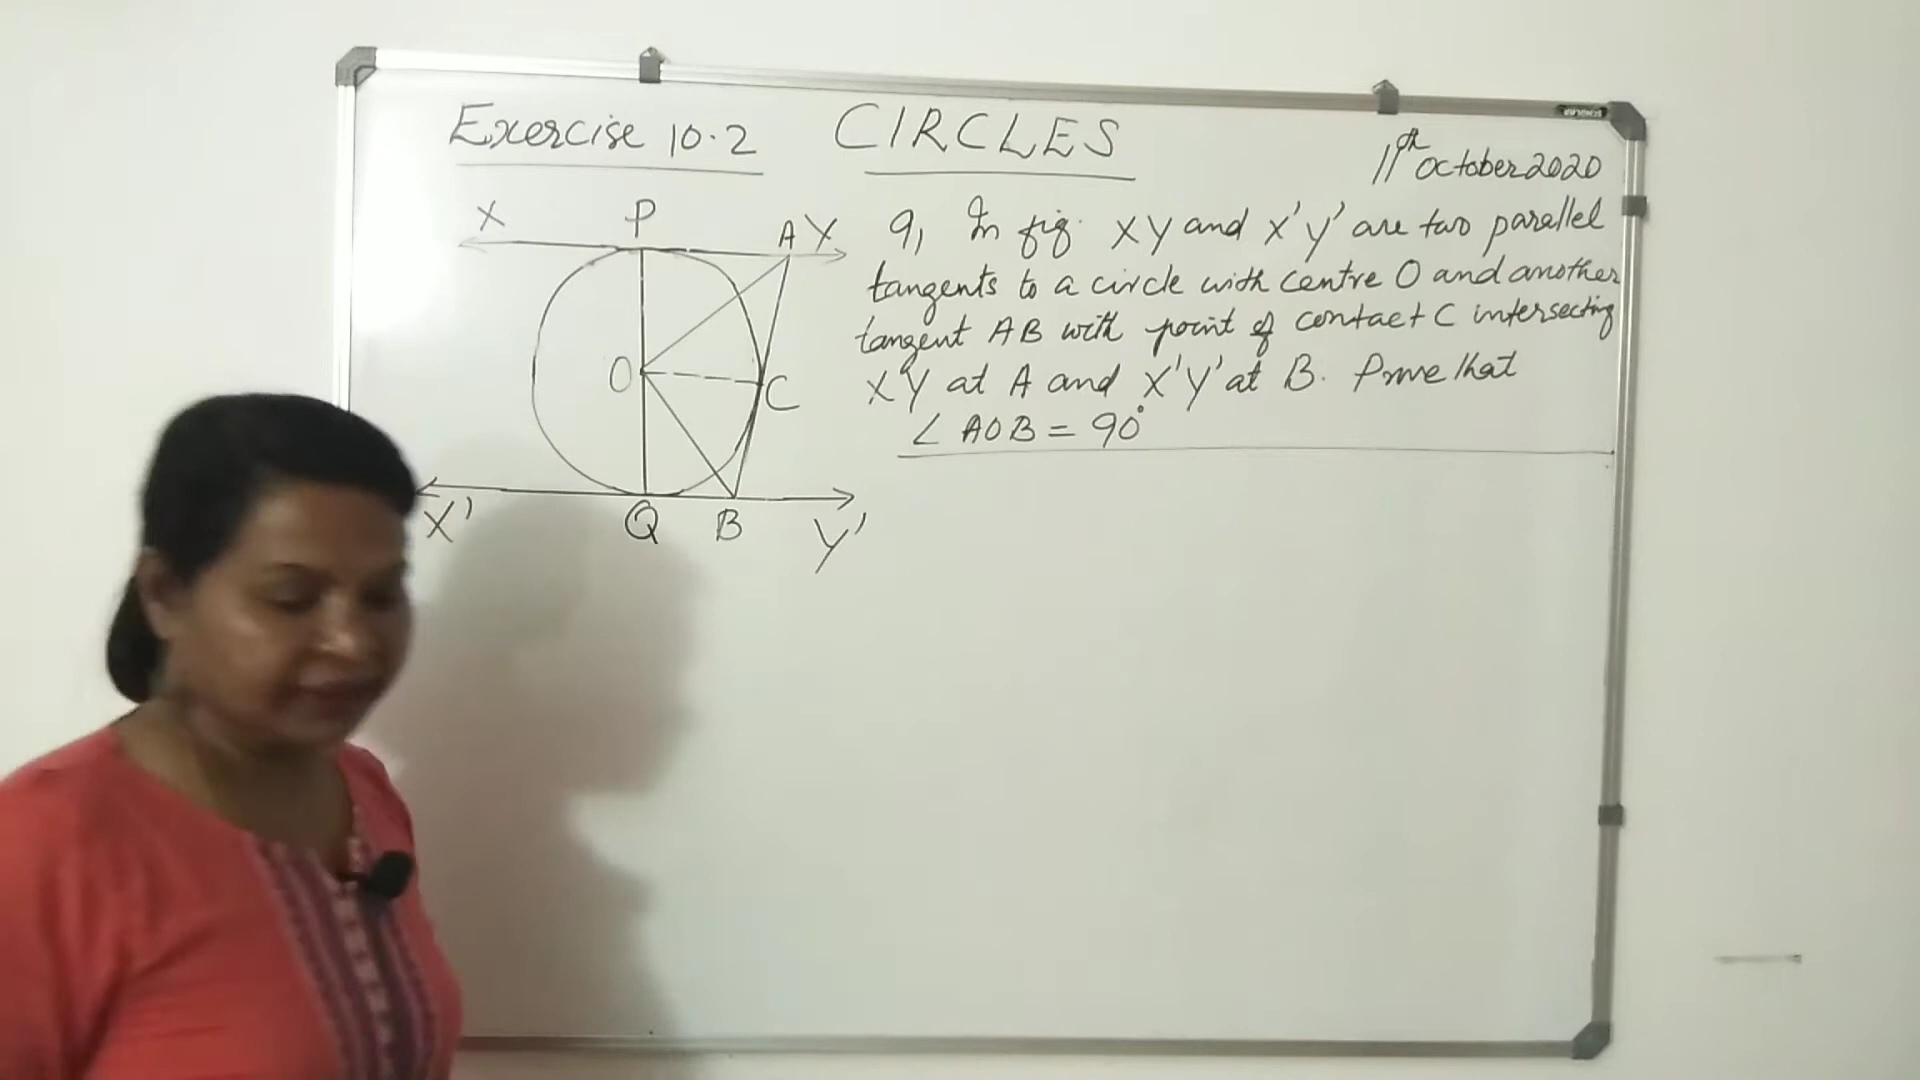 Exercise 10.2 CIRCLES
11th October 2020
X P A Y
O C
X' Q B Y'
9, In fig. XY and X'Y' are two parallel
tangents to a circle with centre O and another
tangent AB with point of contact C intersecting
XY at A and X'Y' at B. Prove that
∠AOB = 90°